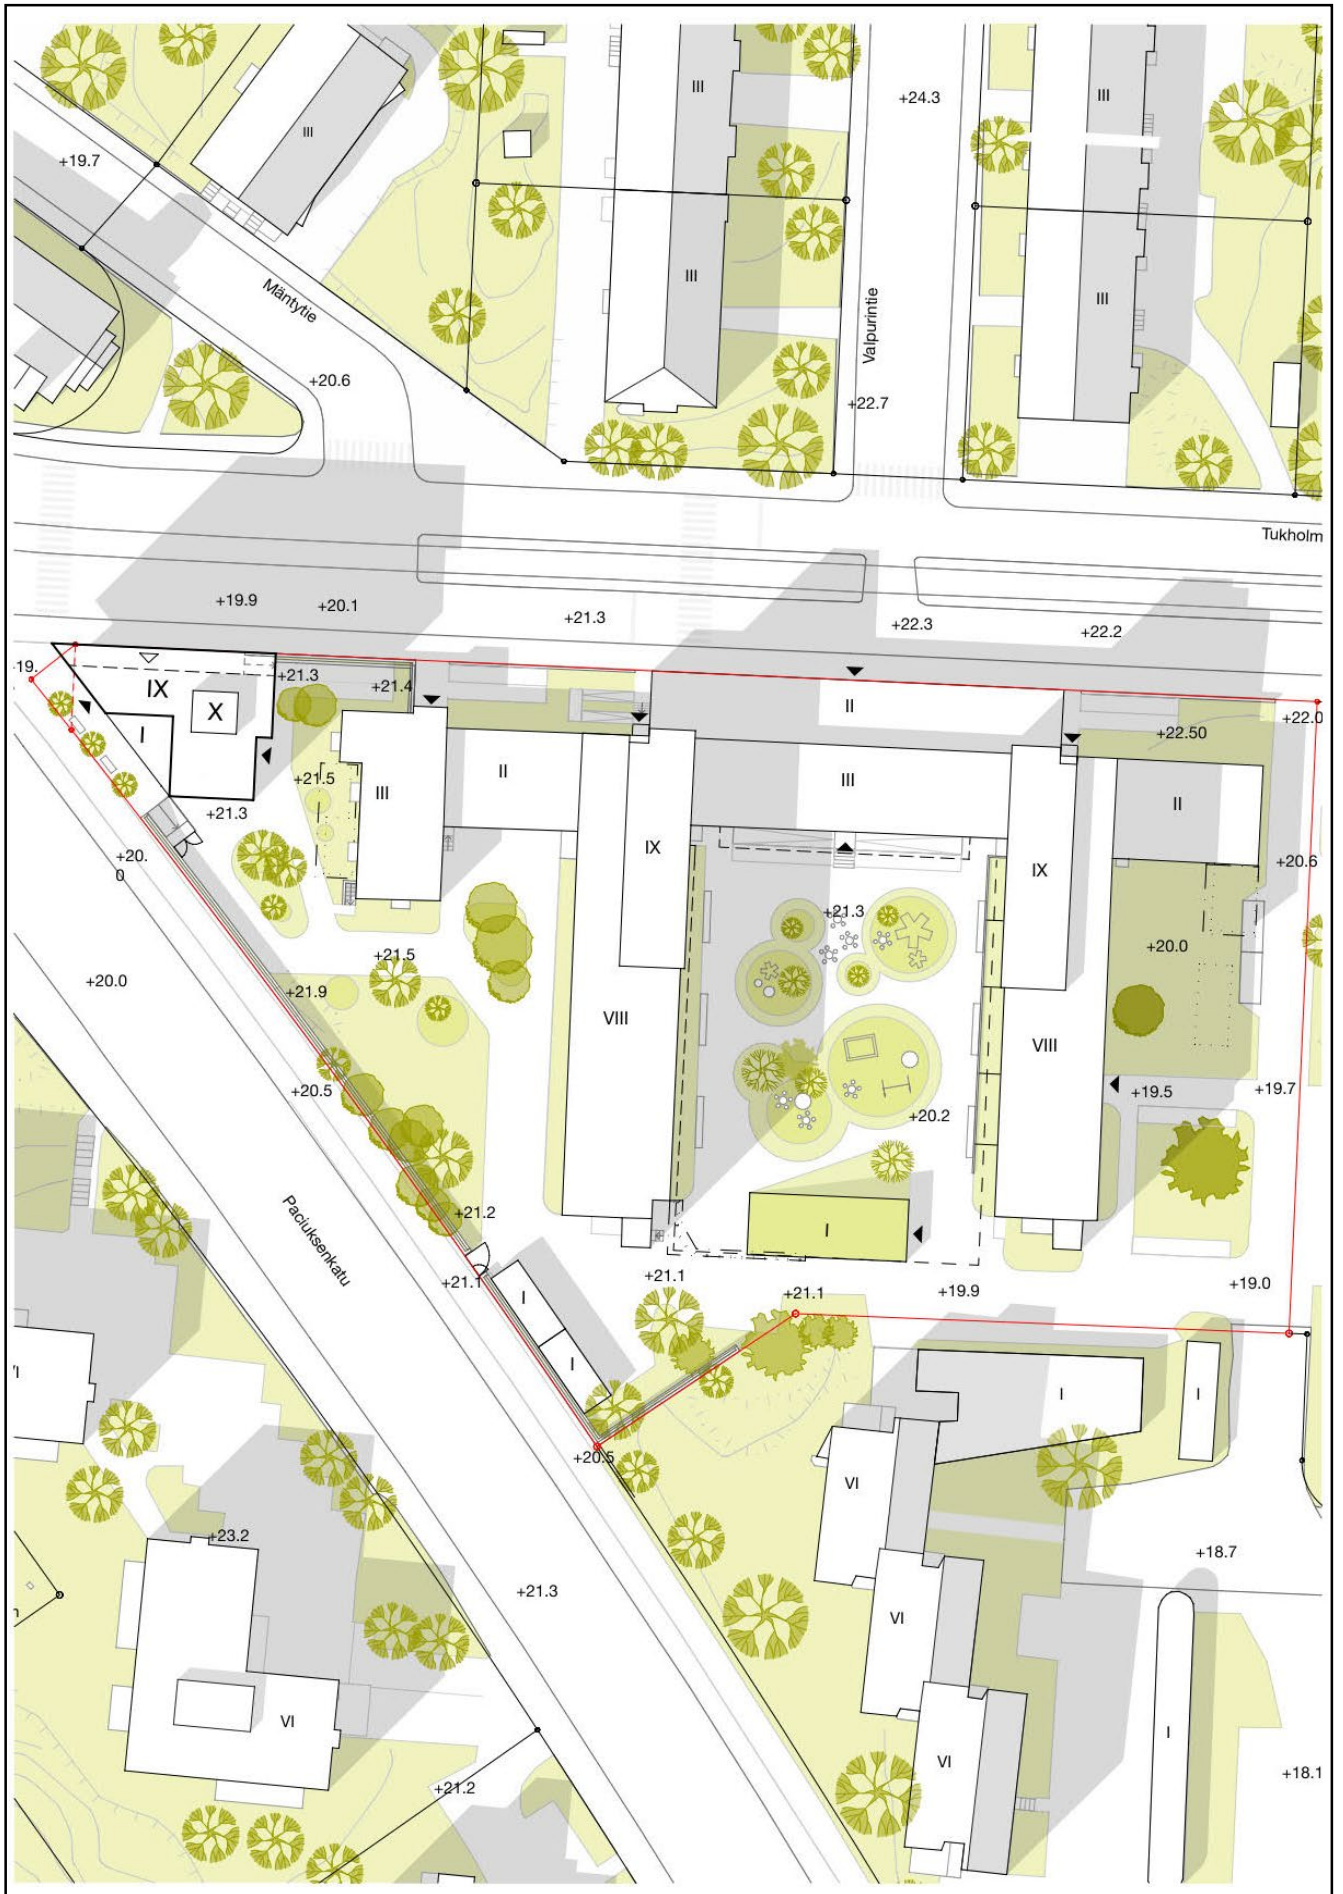 III
+24.3
III
III
+19.7
Mäntytie
III
III
Valpurintie
+20.6
+22.7
Tukholm
+19.9
+20.1
+21.3
+22.3
+22.2
+19.
IX
X
I
+21.3
+21.4
II
+22.0
+22.50
+21.5
III
II
III
II
+21.3
+20.
0
IX
IX
+20.6
+21.3
+20.0
+21.5
+20.0
+21.9
VIII
VIII
+20.5
+20.2
+19.5
+19.7
+21.2
I
Paciuksenkatu
+21.1
+21.1
+21.1
+19.9
+19.0
I
I
I
I
+20.5
VI
VI
+23.2
+18.7
+21.3
VI
VI
I
VI
+21.2
+18.1